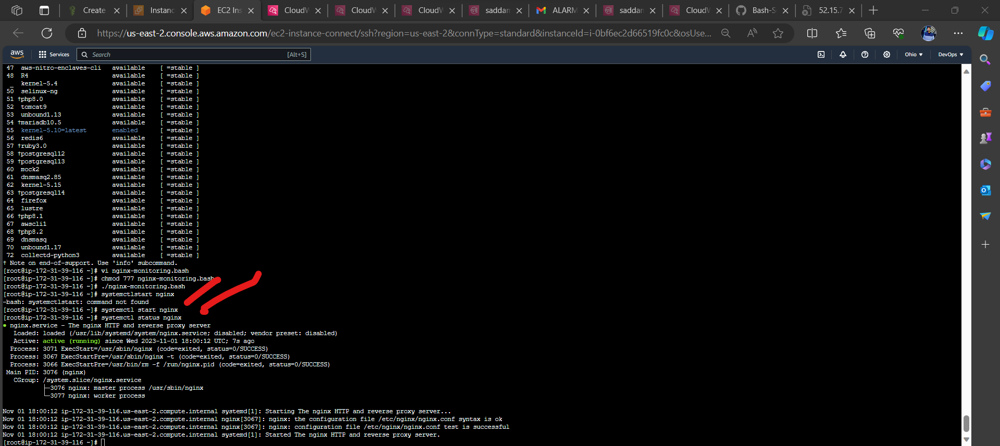 Create
Instanc
EC2 Ins
CloudW
CloudW
CloudW
saddam
ALARM
saddam
CloudW
Bash-S
52.15.7
https://us-east-2.console.aws.amazon.com/ec2-instance-connect/ssh?region=us-east-2&connType=standard&instanceId=i-0bf6ec2d66519fc0c&osUse...
aws Services Search [Alt+S] Ohio DevOps
47 aws-nitro-enclaves-cli available [ =stable ]
48 R4 available [ =stable ]
_ kernel-5.4 available [ =stable ]
50 selinux-ng available [ =stable ]
51 †php8.0 available [ =stable ]
52 tomcat9 available [ =stable ]
53 unbound1.13 available [ =stable ]
54 †mariadb10.5 available [ =stable ]
55 kernel-5.10=latest enabled [ =stable ]
56 redis6 available [ =stable ]
57 †ruby3.0 available [ =stable ]
58 †postgresql12 available [ =stable ]
59 †postgresql13 available [ =stable ]
60 mock2 available [ =stable ]
61 dnsmasq2.85 available [ =stable ]
62 kernel-5.15 available [ =stable ]
63 †postgresql14 available [ =stable ]
64 firefox available [ =stable ]
65 lustre available [ =stable ]
66 †php8.1 available [ =stable ]
67 awscli1 available [ =stable ]
68 †php8.2 available [ =stable ]
69 dnsmasq available [ =stable ]
70 unbound1.17 available [ =stable ]
72 collectd-python3 available [ =stable ]
† Note on end-of-support. Use 'info' subcommand.
[root@ip-172-31-39-116 ~]# vi nginx-monitoring.bash
[root@ip-172-31-39-116 ~]# chmod 777 nginx-monitoring.bash
[root@ip-172-31-39-116 ~]# ./nginx-monitoring.bash
[root@ip-172-31-39-116 ~]# systemctlstart nginx
-bash: systemctlstart: command not found
[root@ip-172-31-39-116 ~]# systemctl start nginx
[root@ip-172-31-39-116 ~]# systemctl status nginx
● nginx.service - The nginx HTTP and reverse proxy server
Loaded: loaded (/usr/lib/systemd/system/nginx.service; disabled; vendor preset: disabled)
Active: active (running) since Wed 2023-11-01 18:00:12 UTC; 7s ago
Process: 3071 ExecStart=/usr/sbin/nginx (code=exited, status=0/SUCCESS)
Process: 3067 ExecStartPre=/usr/sbin/nginx -t (code=exited, status=0/SUCCESS)
Process: 3066 ExecStartPre=/usr/bin/rm -f /run/nginx.pid (code=exited, status=0/SUCCESS)
Main PID: 3076 (nginx)
CGroup: /system.slice/nginx.service
├─3076 nginx: master process /usr/sbin/nginx
└─3077 nginx: worker process
Nov 01 18:00:12 ip-172-31-39-116.us-east-2.compute.internal systemd[1]: Starting The nginx HTTP and reverse proxy server...
Nov 01 18:00:12 ip-172-31-39-116.us-east-2.compute.internal nginx[3067]: nginx: the configuration file /etc/nginx/nginx.conf syntax is ok
Nov 01 18:00:12 ip-172-31-39-116.us-east-2.compute.internal nginx[3067]: nginx: configuration file /etc/nginx/nginx.conf test is successful
Nov 01 18:00:12 ip-172-31-39-116.us-east-2.compute.internal systemd[1]: Started The nginx HTTP and reverse proxy server.
[root@ip-172-31-39-116 ~]#